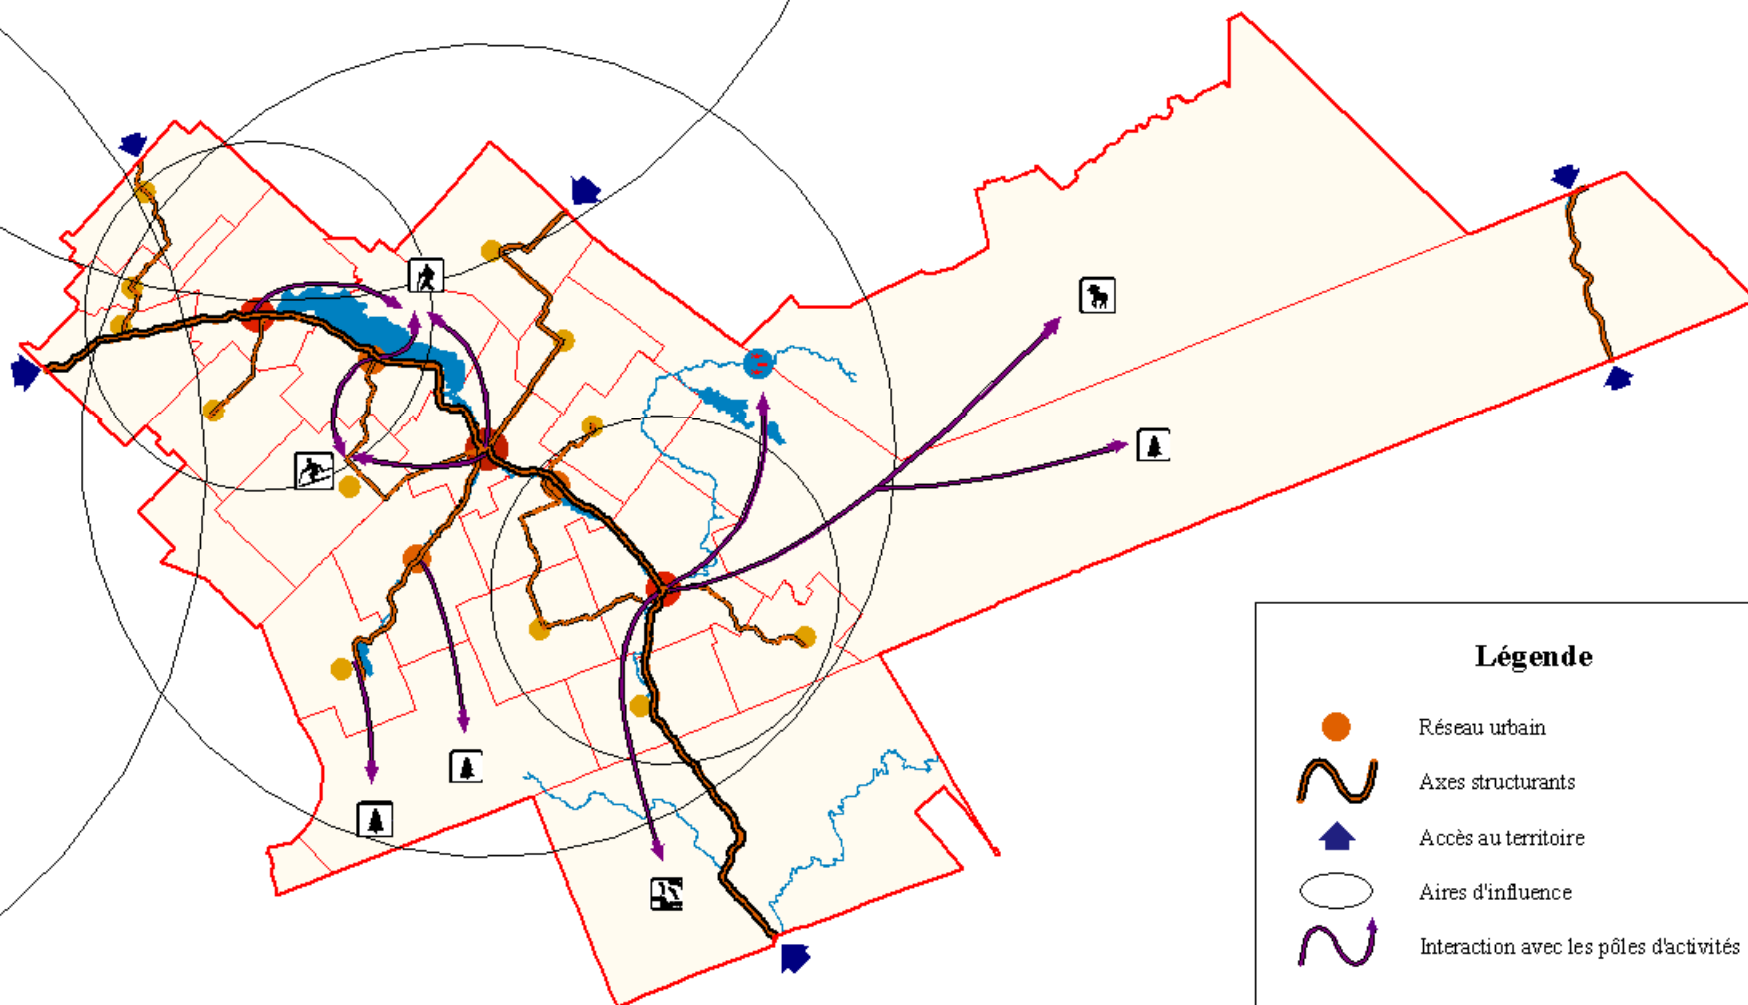 Légende
Réseau urbain
Axes structurants
Accès au territoire
Aires d'influence
Interaction avec les pôles d'activités